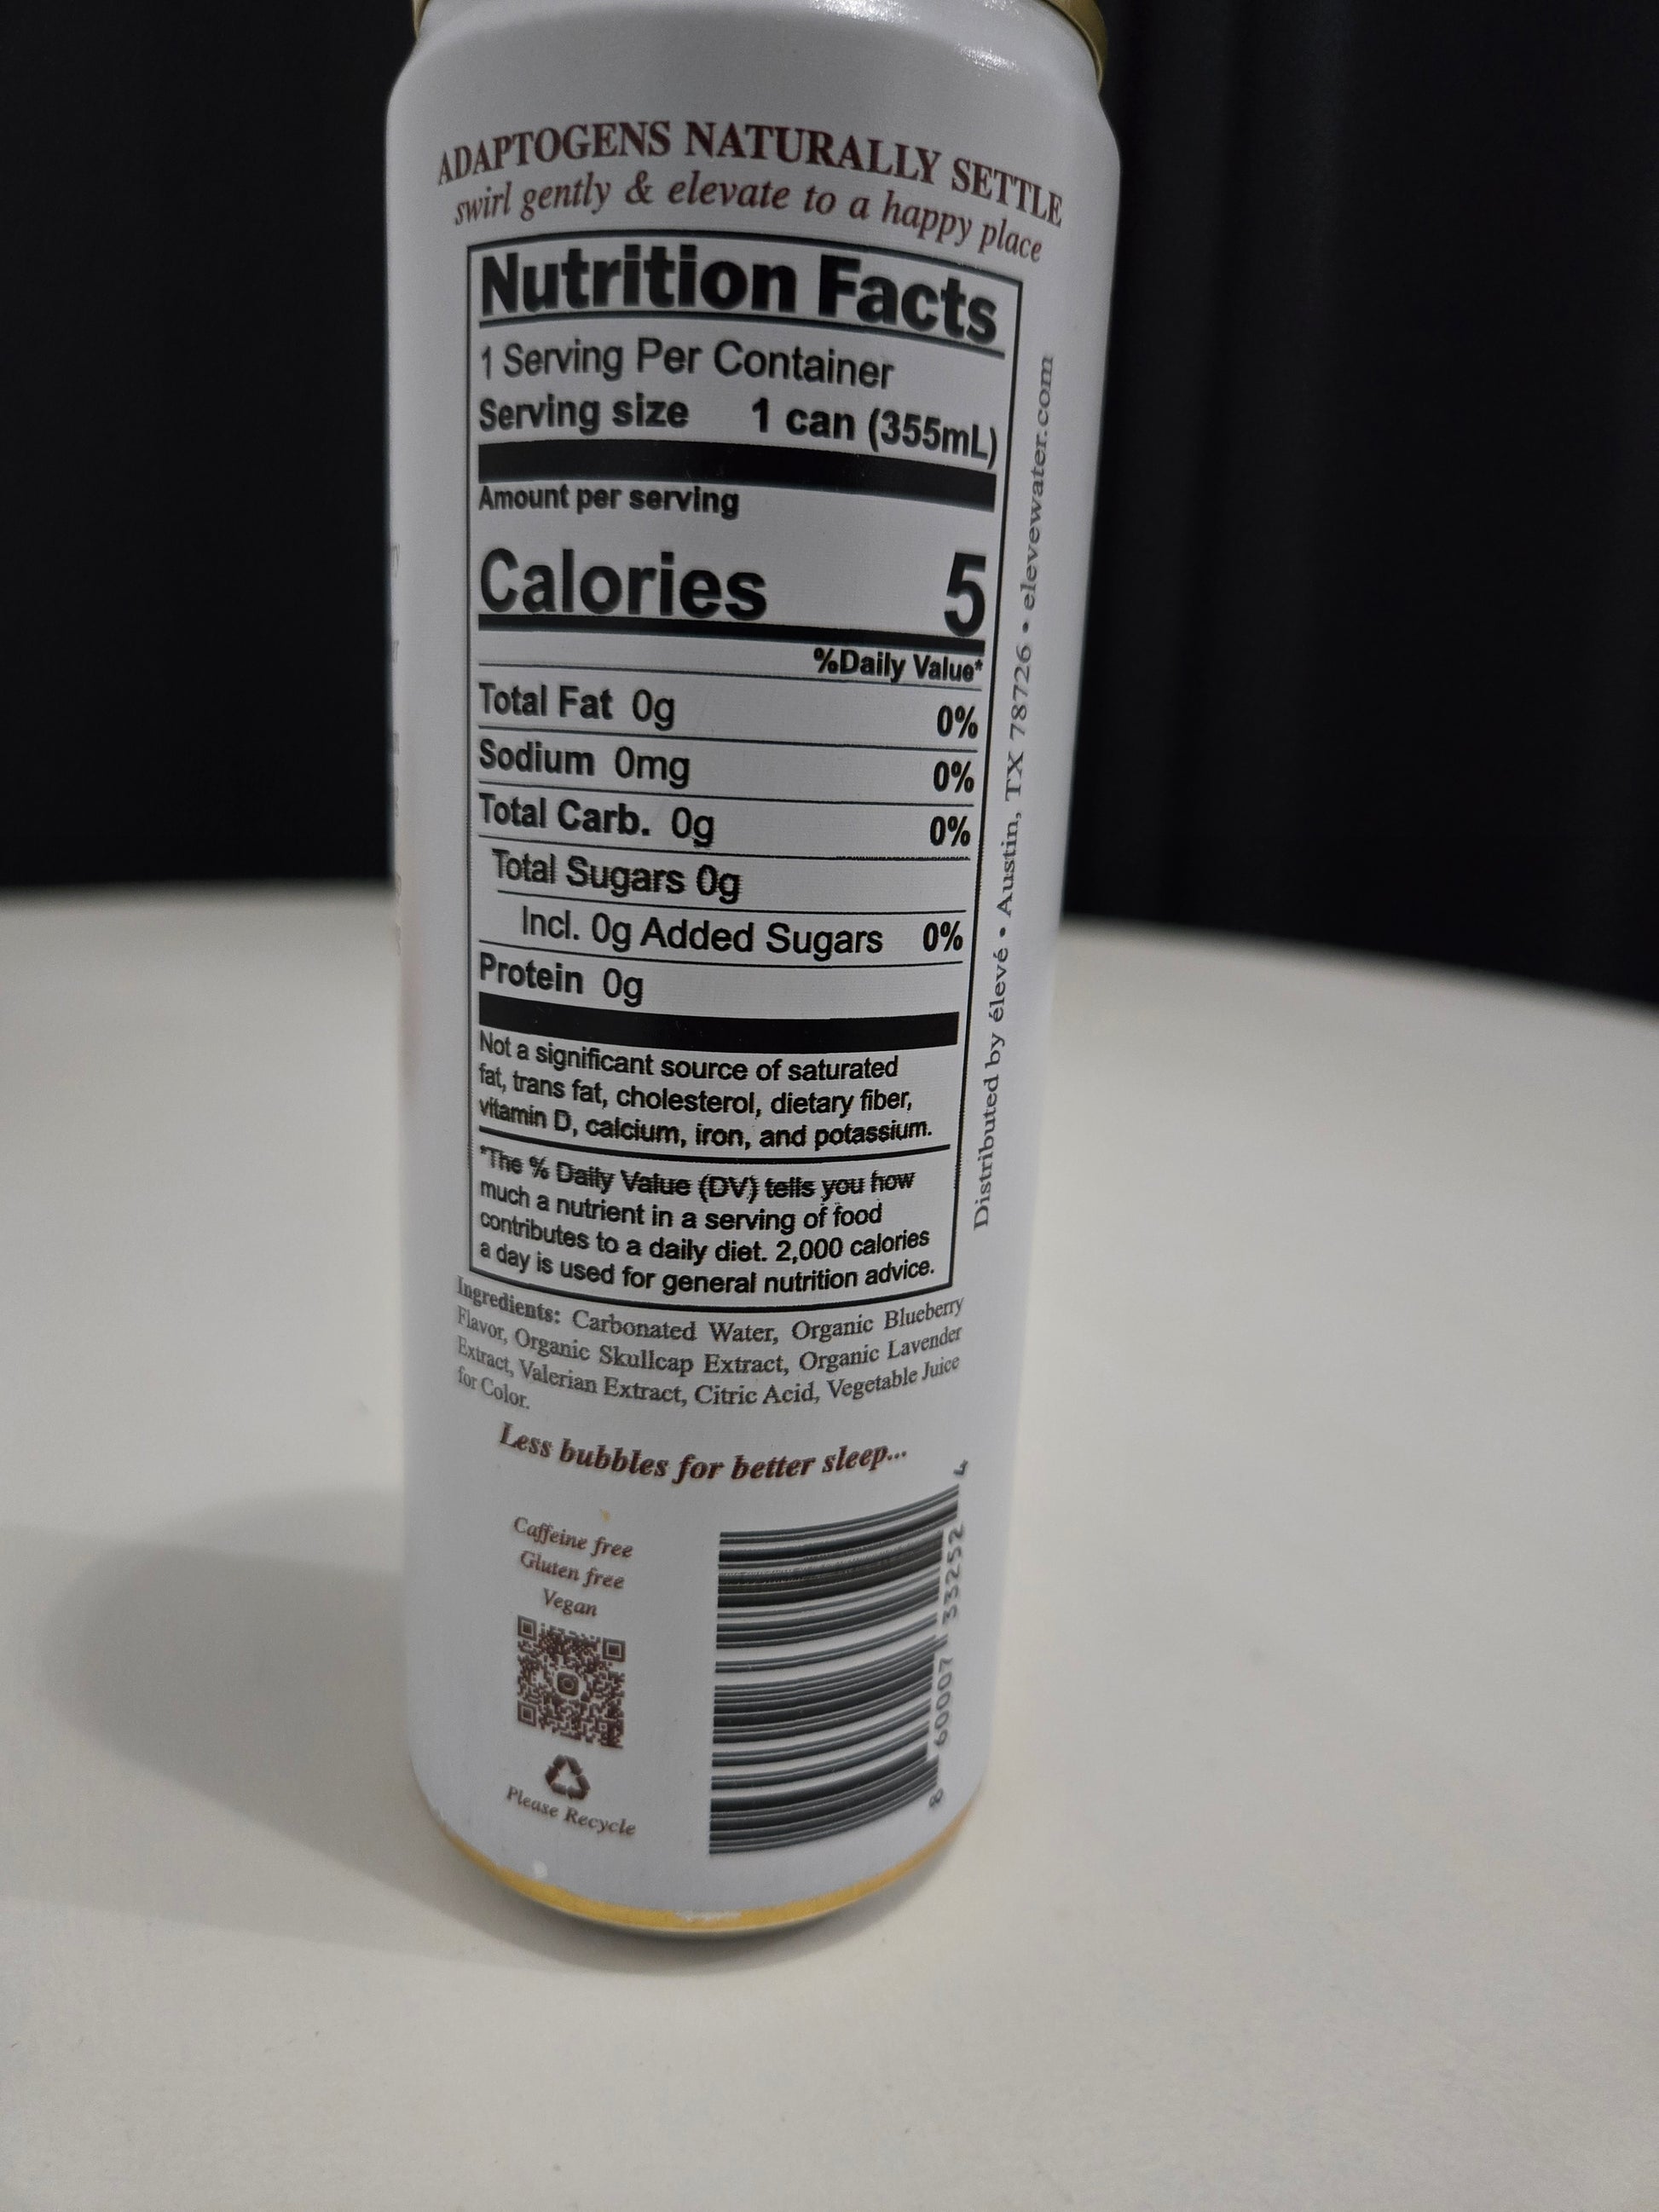 ADAPTOGENS NATURALLY SETTLE
swirl gently & elevate to a happy place
Nutrition Facts
1 Serving Per Container
Serving size 1 can (355mL)
Amount per serving
Calories 5
%Daily Value*
Total Fat 0g 0%
Sodium 0mg 0%
Total Carb. 0g 0%
Total Sugars 0g
Incl. 0g Added Sugars 0%
Protein 0g
Not a significant source of saturated
fat, trans fat, cholesterol, dietary fiber,
vitamin D, calcium, iron, and potassium.
*The % Daily Value (DV) tells you how
much a nutrient in a serving of food
contributes to a daily diet. 2,000 calories
a day is used for general nutrition advice.
Distributed by élevé • Austin, TX 78726 • elevewater.com
Ingredients: Carbonated Water, Organic Blueberry
Flavor, Organic Skullcap Extract, Organic Lavender
Extract, Valerian Extract, Citric Acid, Vegetable Juice
for Color.
Less bubbles for better sleep...
Caffeine free
Gluten free
Vegan
Please Recycle
8 60007 33252 4